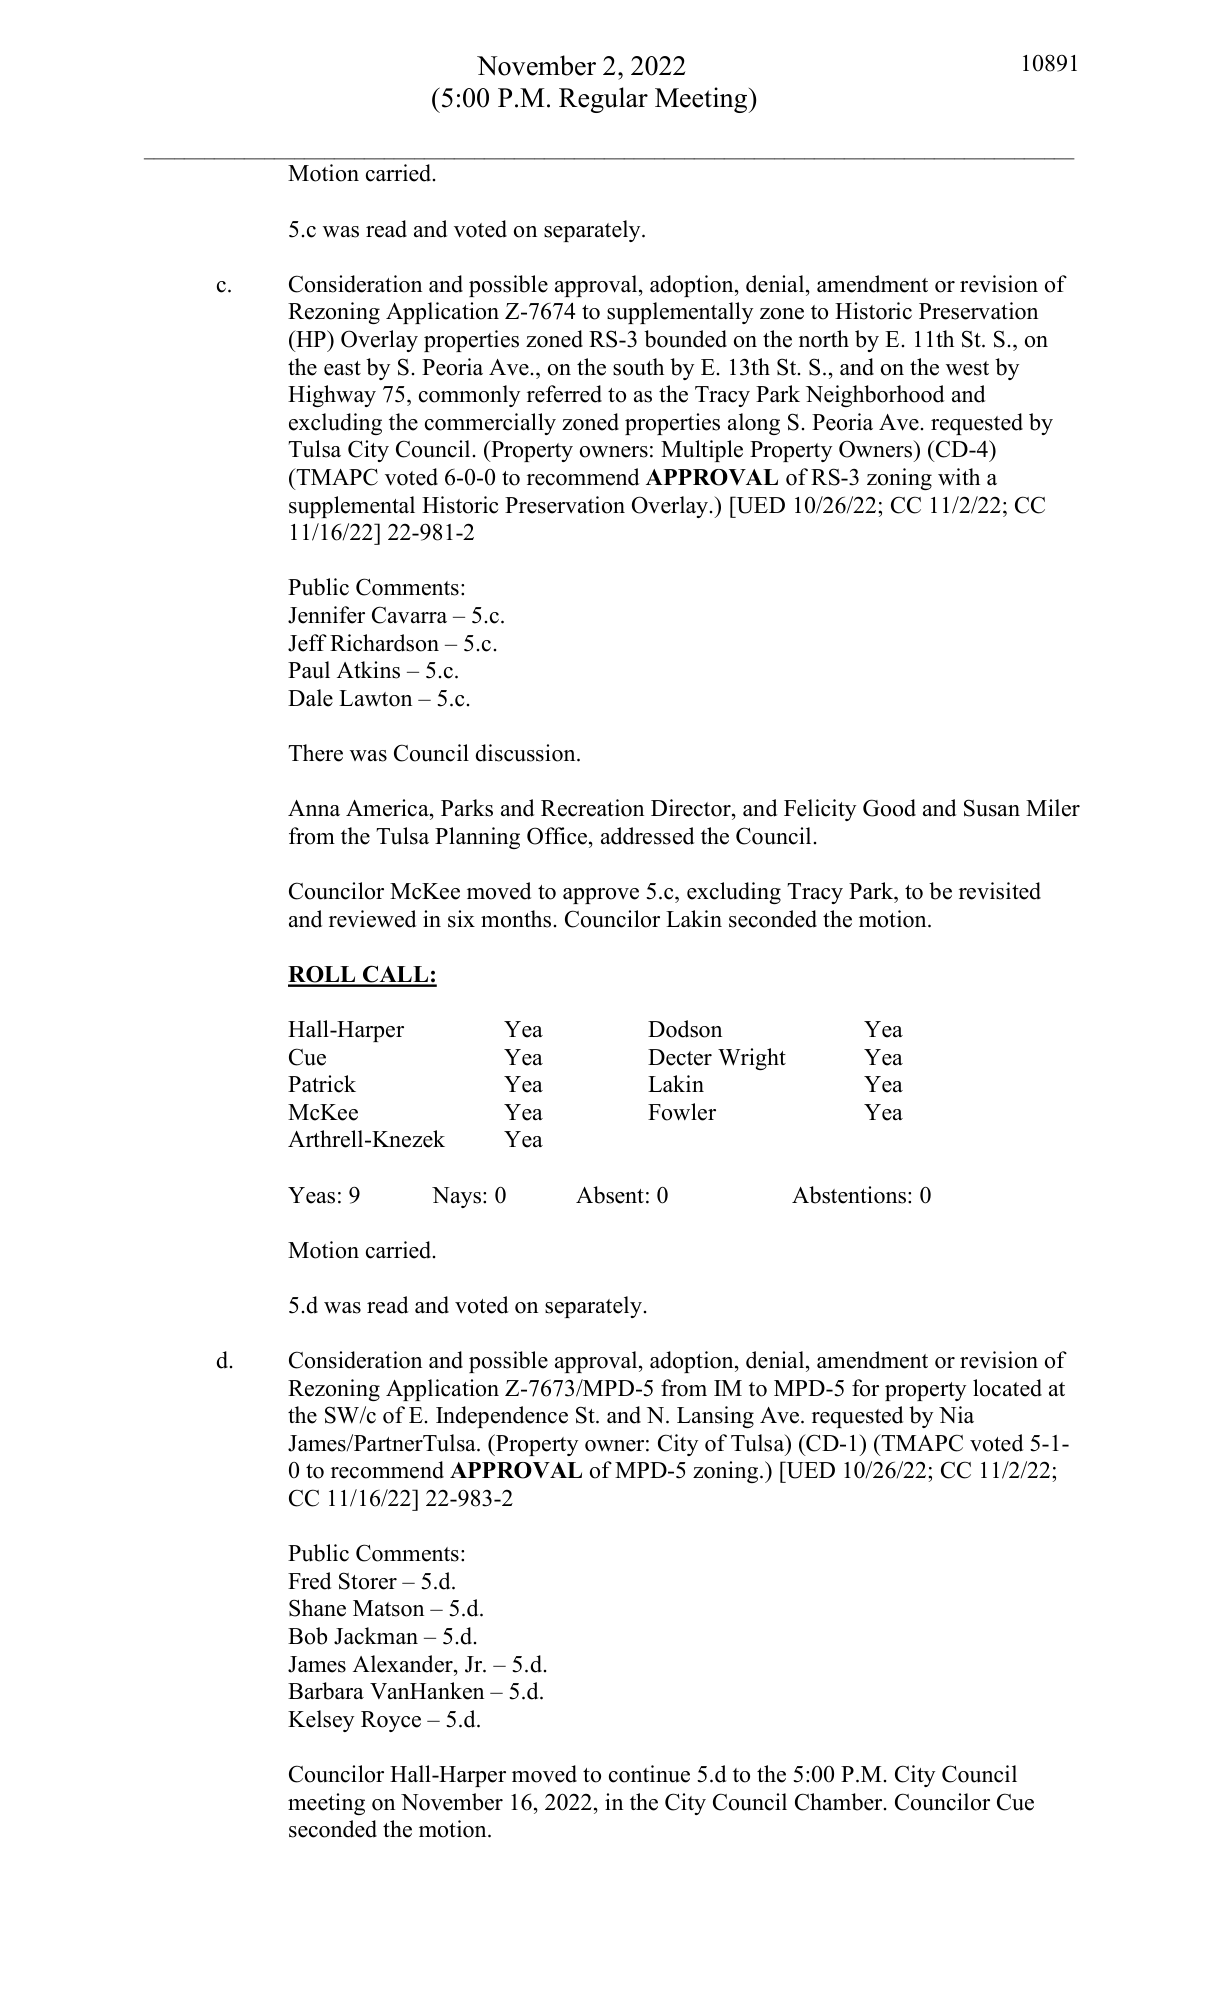 November 2, 2022
10891
(5:00 P.M. Regular Meeting)
Motion carried.
5.c was read and voted on separately.
c. Consideration and possible approval, adoption, denial, amendment or revision of
Rezoning Application Z-7674 to supplementally zone to Historic Preservation
(HP) Overlay properties zoned RS-3 bounded on the north by E. 11th St. S., on
the east by S. Peoria Ave., on the south by E. 13th St. S., and on the west by
Highway 75, commonly referred to as the Tracy Park Neighborhood and
excluding the commercially zoned properties along S. Peoria Ave. requested by
Tulsa City Council. (Property owners: Multiple Property Owners) (CD-4)
(TMAPC voted 6-0-0 to recommend APPROVAL of RS-3 zoning with a
supplemental Historic Preservation Overlay.) [UED 10/26/22; CC 11/2/22; CC
11/16/22] 22-981-2
Public Comments:
Jennifer Cavarra – 5.c.
Jeff Richardson – 5.c.
Paul Atkins – 5.c.
Dale Lawton – 5.c.
There was Council discussion.
Anna America, Parks and Recreation Director, and Felicity Good and Susan Miler
from the Tulsa Planning Office, addressed the Council.
Councilor McKee moved to approve 5.c, excluding Tracy Park, to be revisited
and reviewed in six months. Councilor Lakin seconded the motion.
ROLL CALL:
Hall-Harper Yea Dodson Yea
Cue Yea Decter Wright Yea
Patrick Yea Lakin Yea
McKee Yea Fowler Yea
Arthrell-Knezek Yea
Yeas: 9 Nays: 0 Absent: 0 Abstentions: 0
Motion carried.
5.d was read and voted on separately.
d. Consideration and possible approval, adoption, denial, amendment or revision of
Rezoning Application Z-7673/MPD-5 from IM to MPD-5 for property located at
the SW/c of E. Independence St. and N. Lansing Ave. requested by Nia
James/PartnerTulsa. (Property owner: City of Tulsa) (CD-1) (TMAPC voted 5-1-
0 to recommend APPROVAL of MPD-5 zoning.) [UED 10/26/22; CC 11/2/22;
CC 11/16/22] 22-983-2
Public Comments:
Fred Storer – 5.d.
Shane Matson – 5.d.
Bob Jackman – 5.d.
James Alexander, Jr. – 5.d.
Barbara VanHanken – 5.d.
Kelsey Royce – 5.d.
Councilor Hall-Harper moved to continue 5.d to the 5:00 P.M. City Council
meeting on November 16, 2022, in the City Council Chamber. Councilor Cue
seconded the motion.